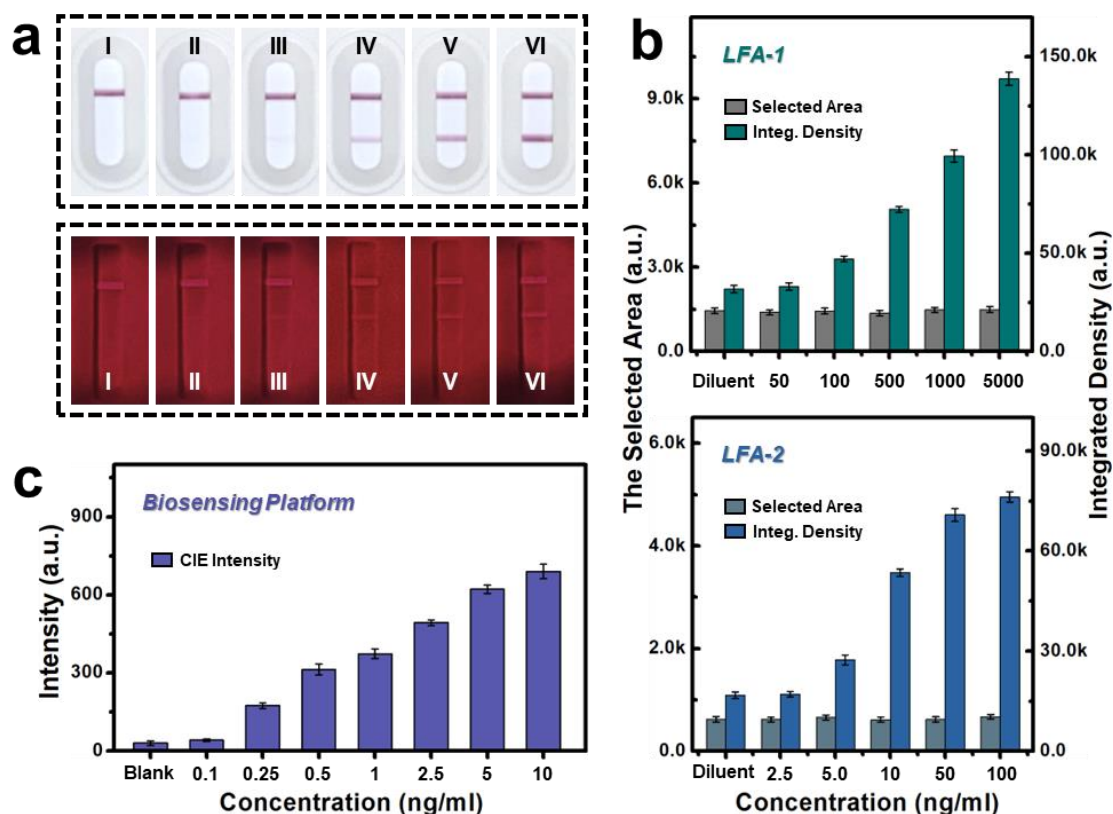 a
I II III IV V VI
I II III IV V VI
b
LFA-1
Selected Area
Integ. Density
9.0k
6.0k
3.0k
0.0
150.0k
100.0k
50.0k
0.0
Diluent 50 100 500 1000 5000
The Selected Area (a.u.)
Integrated Density (a.u.)
LFA-2
Selected Area
Integ. Density
6.0k
4.0k
2.0k
0.0
90.0k
60.0k
30.0k
0.0
Diluent 2.5 5.0 10 50 100
Concentration (ng/ml)
c
Biosensing Platform
CIE Intensity
900
600
300
0
Intensity (a.u.)
Blank 0.1 0.25 0.5 1 2.5 5 10
Concentration (ng/ml)